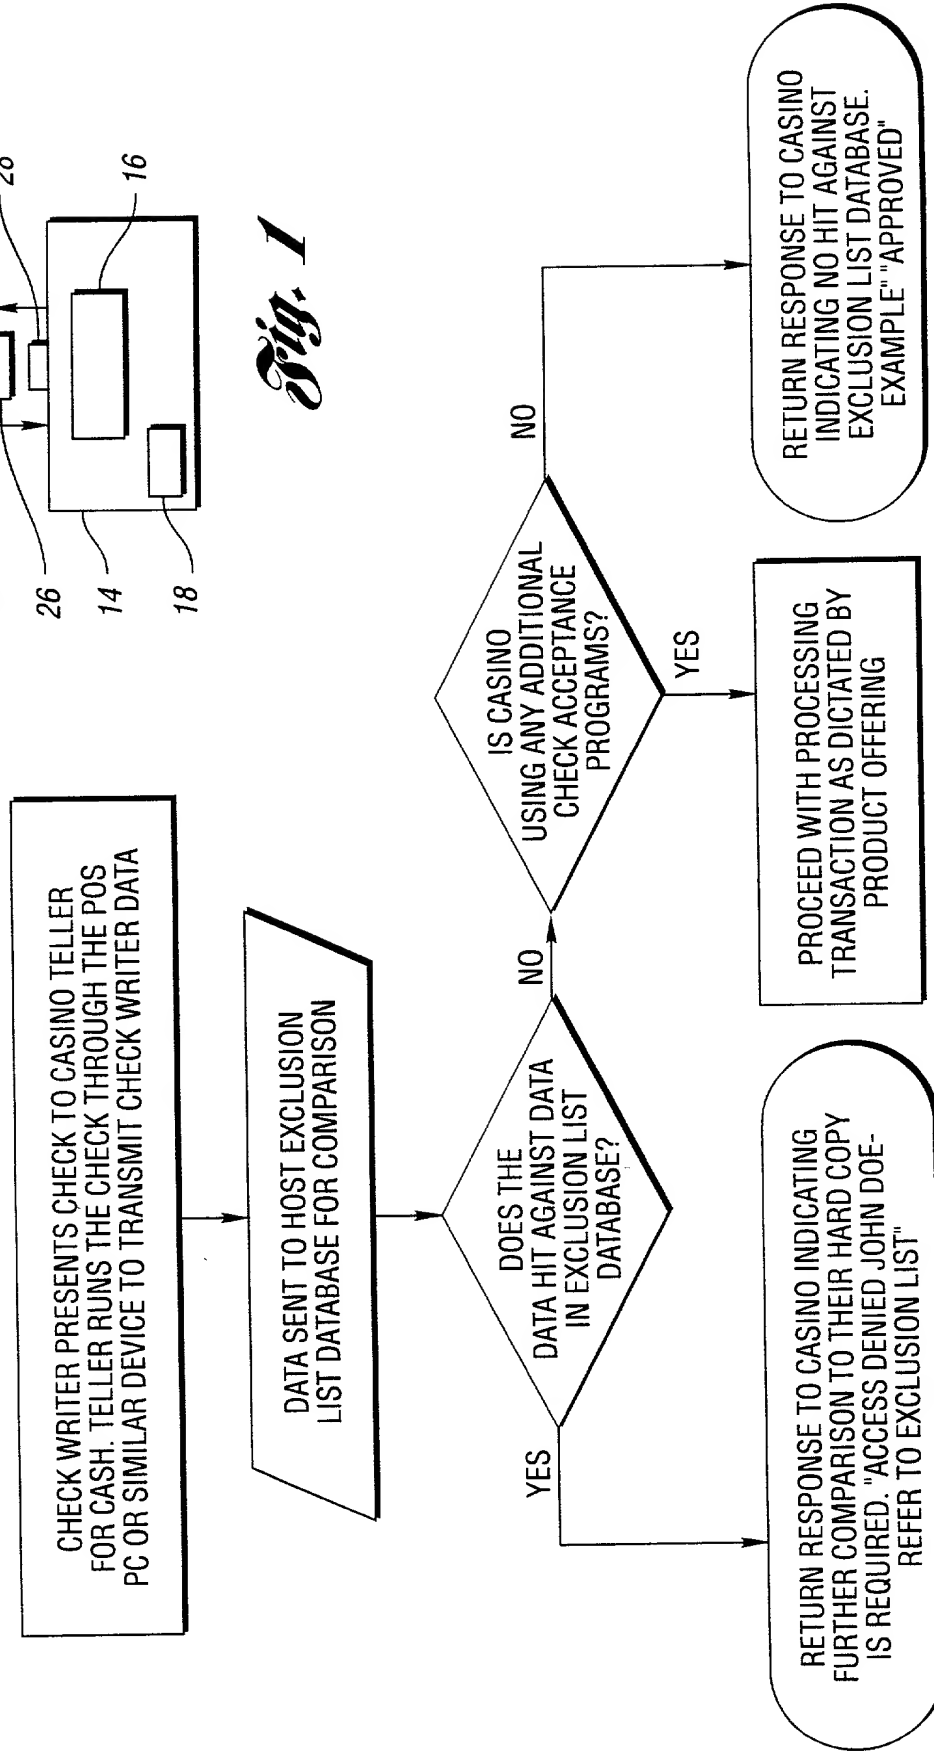 28
16
26
14
18
Fig. 1
CHECK WRITER PRESENTS CHECK TO CASINO TELLER
FOR CASH. TELLER RUNS THE CHECK THROUGH THE POS
PC OR SIMILAR DEVICE TO TRANSMIT CHECK WRITER DATA
DATA SENT TO HOST EXCLUSION
LIST DATABASE FOR COMPARISON
DOES THE
DATA HIT AGAINST DATA
IN EXCLUSION LIST
DATABASE?
YES
NO
RETURN RESPONSE TO CASINO INDICATING
FURTHER COMPARISON TO THEIR HARD COPY
IS REQUIRED. "ACCESS DENIED JOHN DOE-
REFER TO EXCLUSION LIST"
IS CASINO
USING ANY ADDITIONAL
CHECK ACCEPTANCE
PROGRAMS?
YES
NO
PROCEED WITH PROCESSING
TRANSACTION AS DICTATED BY
PRODUCT OFFERING
RETURN RESPONSE TO CASINO
INDICATING NO HIT AGAINST
EXCLUSION LIST DATABASE.
EXAMPLE" "APPROVED"